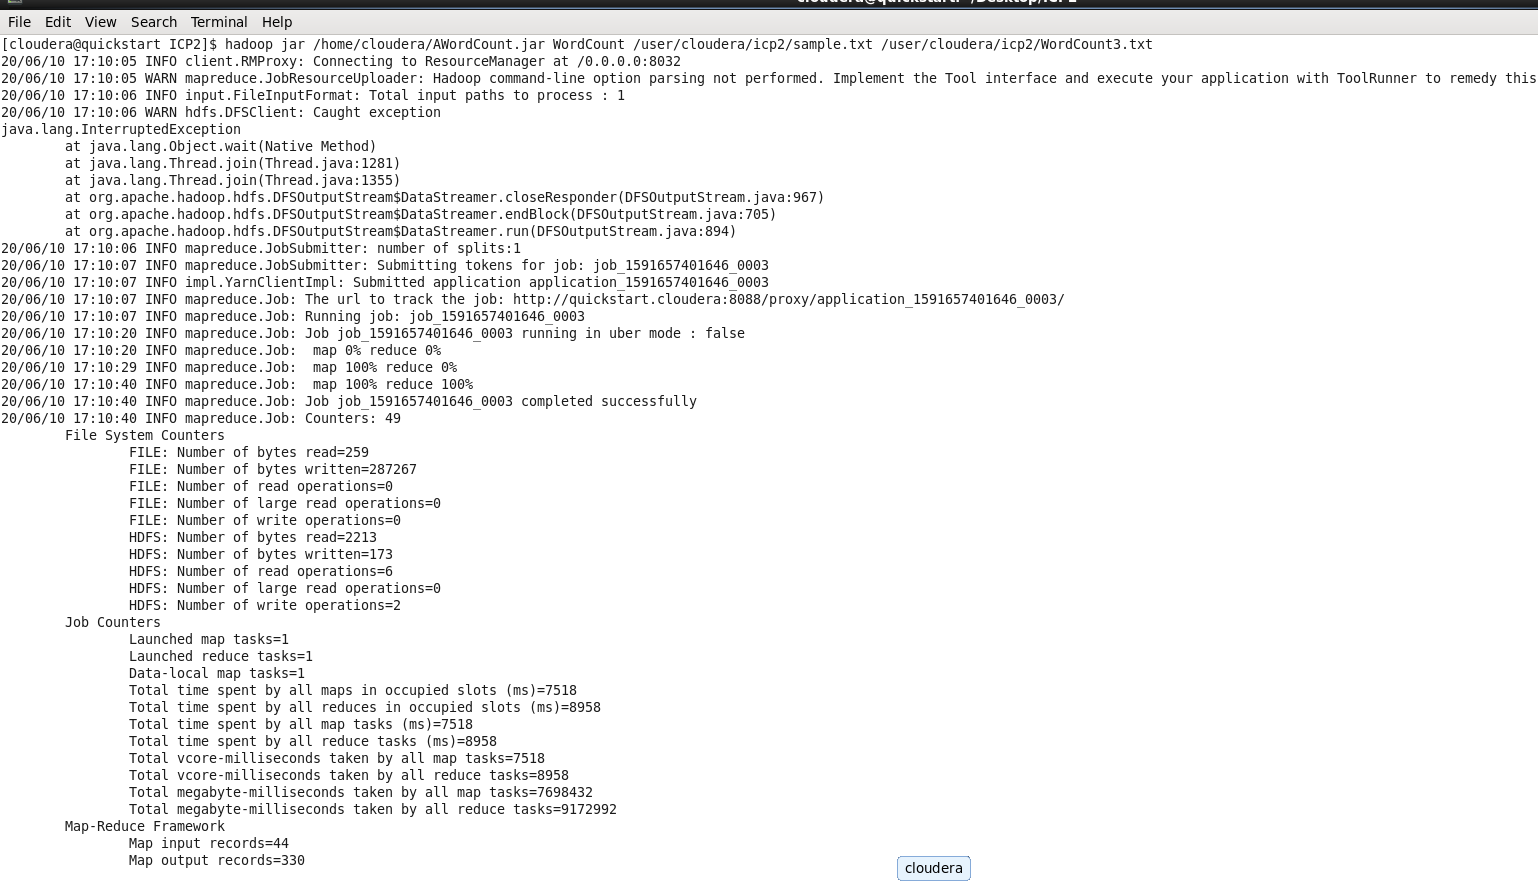 cloudera@quickstart:~/Desktop/ICP2
File Edit View Search Terminal Help
[cloudera@quickstart ICP2]$ hadoop jar /home/cloudera/AWordCount.jar WordCount /user/cloudera/icp2/sample.txt /user/cloudera/icp2/WordCount3.txt
20/06/10 17:10:05 INFO client.RMProxy: Connecting to ResourceManager at /0.0.0.0:8032
20/06/10 17:10:05 WARN mapreduce.JobResourceUploader: Hadoop command-line option parsing not performed. Implement the Tool interface and execute your application with ToolRunner to remedy this
20/06/10 17:10:06 INFO input.FileInputFormat: Total input paths to process : 1
20/06/10 17:10:06 WARN hdfs.DFSClient: Caught exception
java.lang.InterruptedException
at java.lang.Object.wait(Native Method)
at java.lang.Thread.join(Thread.java:1281)
at java.lang.Thread.join(Thread.java:1355)
at org.apache.hadoop.hdfs.DFSOutputStream$DataStreamer.closeResponder(DFSOutputStream.java:967)
at org.apache.hadoop.hdfs.DFSOutputStream$DataStreamer.endBlock(DFSOutputStream.java:705)
at org.apache.hadoop.hdfs.DFSOutputStream$DataStreamer.run(DFSOutputStream.java:894)
20/06/10 17:10:06 INFO mapreduce.JobSubmitter: number of splits:1
20/06/10 17:10:07 INFO mapreduce.JobSubmitter: Submitting tokens for job: job_1591657401646_0003
20/06/10 17:10:07 INFO impl.YarnClientImpl: Submitted application application_1591657401646_0003
20/06/10 17:10:07 INFO mapreduce.Job: The url to track the job: http://quickstart.cloudera:8088/proxy/application_1591657401646_0003/
20/06/10 17:10:07 INFO mapreduce.Job: Running job: job_1591657401646_0003
20/06/10 17:10:20 INFO mapreduce.Job: Job job_1591657401646_0003 running in uber mode : false
20/06/10 17:10:20 INFO mapreduce.Job:  map 0% reduce 0%
20/06/10 17:10:29 INFO mapreduce.Job:  map 100% reduce 0%
20/06/10 17:10:40 INFO mapreduce.Job:  map 100% reduce 100%
20/06/10 17:10:40 INFO mapreduce.Job: Job job_1591657401646_0003 completed successfully
20/06/10 17:10:40 INFO mapreduce.Job: Counters: 49
File System Counters
FILE: Number of bytes read=259
FILE: Number of bytes written=287267
FILE: Number of read operations=0
FILE: Number of large read operations=0
FILE: Number of write operations=0
HDFS: Number of bytes read=2213
HDFS: Number of bytes written=173
HDFS: Number of read operations=6
HDFS: Number of large read operations=0
HDFS: Number of write operations=2
Job Counters
Launched map tasks=1
Launched reduce tasks=1
Data-local map tasks=1
Total time spent by all maps in occupied slots (ms)=7518
Total time spent by all reduces in occupied slots (ms)=8958
Total time spent by all map tasks (ms)=7518
Total time spent by all reduce tasks (ms)=8958
Total vcore-milliseconds taken by all map tasks=7518
Total vcore-milliseconds taken by all reduce tasks=8958
Total megabyte-milliseconds taken by all map tasks=7698432
Total megabyte-milliseconds taken by all reduce tasks=9172992
Map-Reduce Framework
Map input records=44
Map output records=330
cloudera